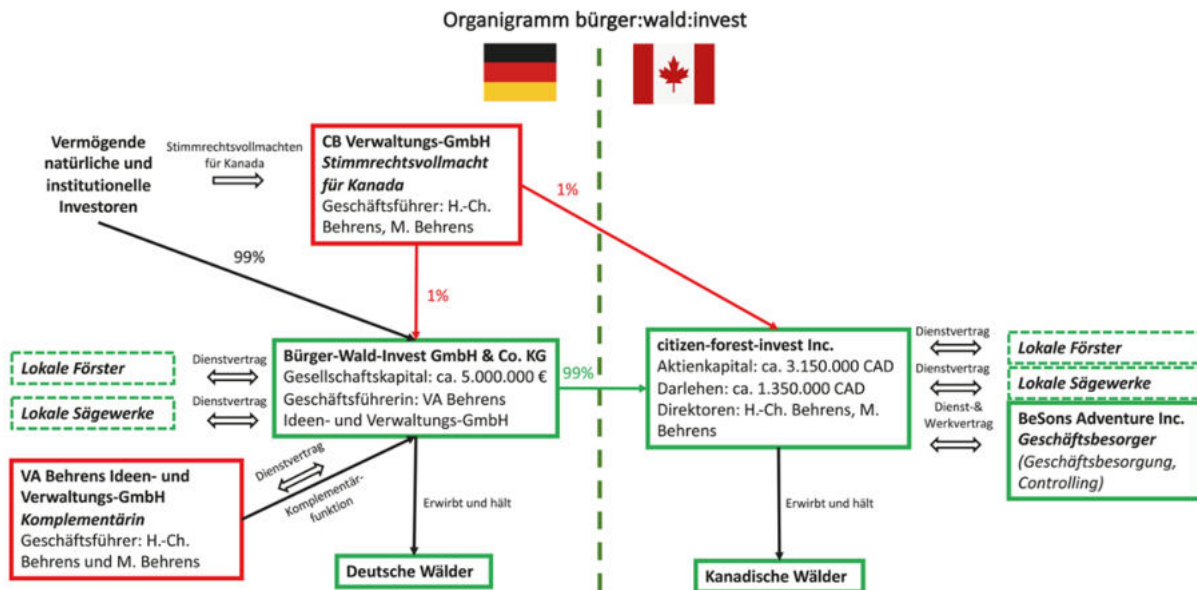 Organigramm bürger:wald:invest
Vermögende
natürliche und
institutionelle
Investoren
Stimmrechtsvollmachten
für Kanada
CB Verwaltungs-GmbH
Stimmrechtsvollmacht
für Kanada
Geschäftsführer: H.-Ch.
Behrens, M. Behrens
1%
99%
1%
Lokale Förster
Dienstvertrag
Lokale Sägewerke
Dienstvertrag
Bürger-Wald-Invest GmbH & Co. KG
Gesellschaftskapital: ca. 5.000.000 €
Geschäftsführerin: VA Behrens
Ideen- und Verwaltungs-GmbH
99%
citizen-forest-invest Inc.
Aktienkapital: ca. 3.150.000 CAD
Darlehen: ca. 1.350.000 CAD
Direktoren: H.-Ch. Behrens, M.
Behrens
Dienstvertrag
Lokale Förster
Dienstvertrag
Lokale Sägewerke
Dienst-&
Werkvertrag
BeSons Adventure Inc.
Geschäftsbesorger
(Geschäftsbesorgung,
Controlling)
VA Behrens Ideen- und
Verwaltungs-GmbH
Komplementärin
Geschäftsführer: H.-Ch.
Behrens und M. Behrens
Dienstvertrag
Komplementär-
funktion
Erwirbt und hält
Erwirbt und hält
Deutsche Wälder
Kanadische Wälder